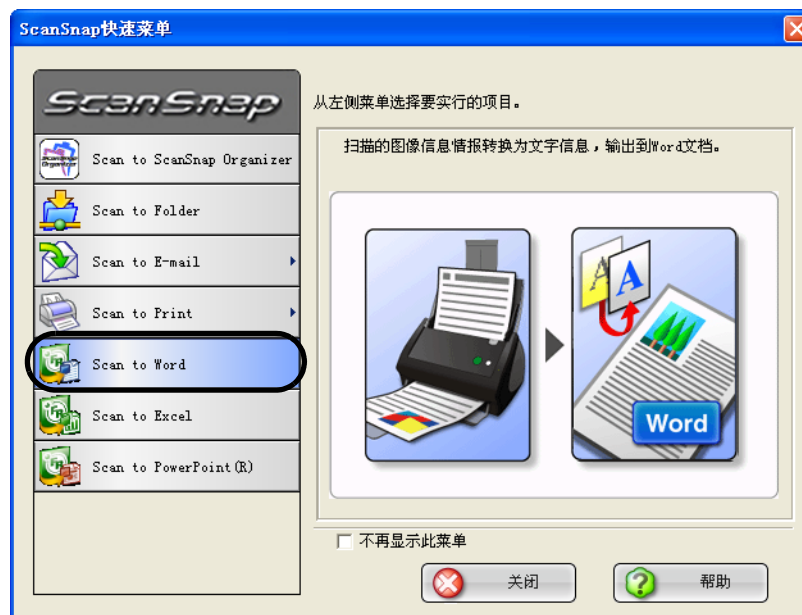 ScanSnap快速菜单
ScanSnap
从左侧菜单选择要实行的项目。
扫描的图像信息情报转换为文字信息，输出到Word文档。
Scan to ScanSnap Organizer
Scan to Folder
Scan to E-mail
Scan to Print
Scan to Word
Scan to Excel
Scan to PowerPoint(R)
A
A
Word
不再显示此菜单
关闭
帮助